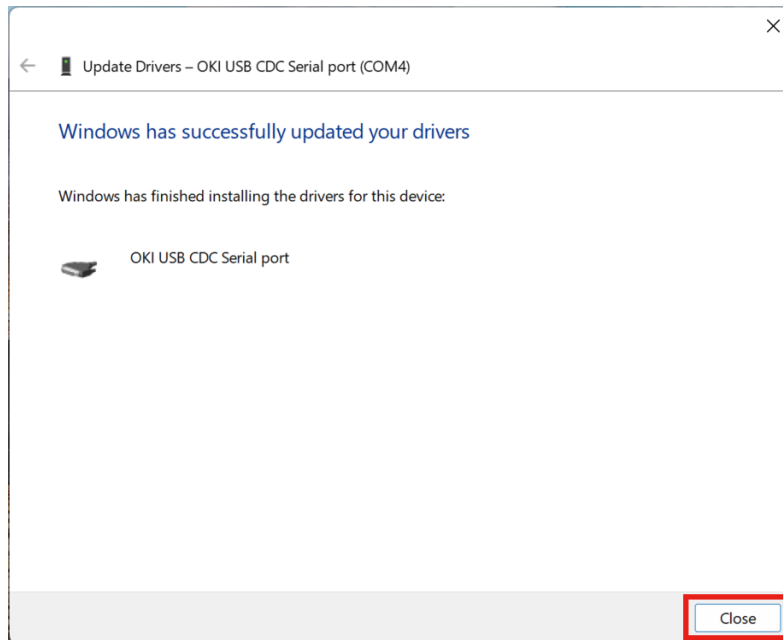 Update Drivers – OKI USB CDC Serial port (COM4)
Windows has successfully updated your drivers
Windows has finished installing the drivers for this device:
OKI USB CDC Serial port
Close